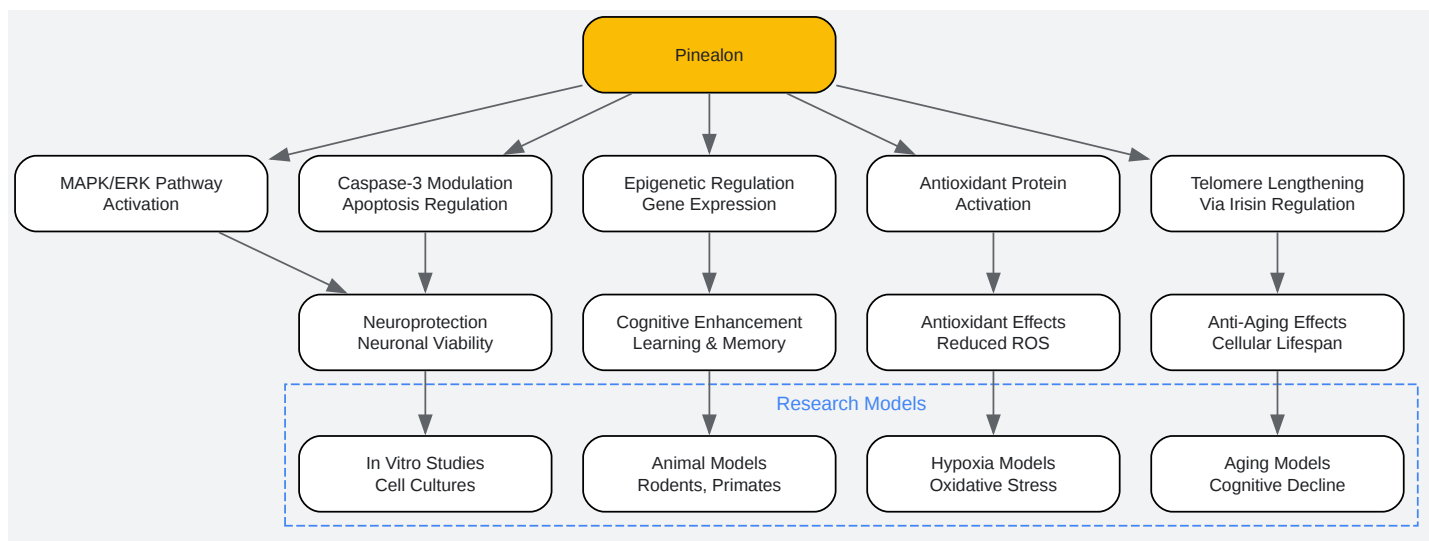 Pinealon
MAPK/ERK Pathway
Activation
Caspase-3 Modulation
Apoptosis Regulation
Epigenetic Regulation
Gene Expression
Antioxidant Protein
Activation
Telomere Lengthening
Via Irisin Regulation
Neuroprotection
Neuronal Viability
Cognitive Enhancement
Learning & Memory
Antioxidant Effects
Reduced ROS
Anti-Aging Effects
Cellular Lifespan
Research Models
In Vitro Studies
Cell Cultures
Animal Models
Rodents, Primates
Hypoxia Models
Oxidative Stress
Aging Models
Cognitive Decline